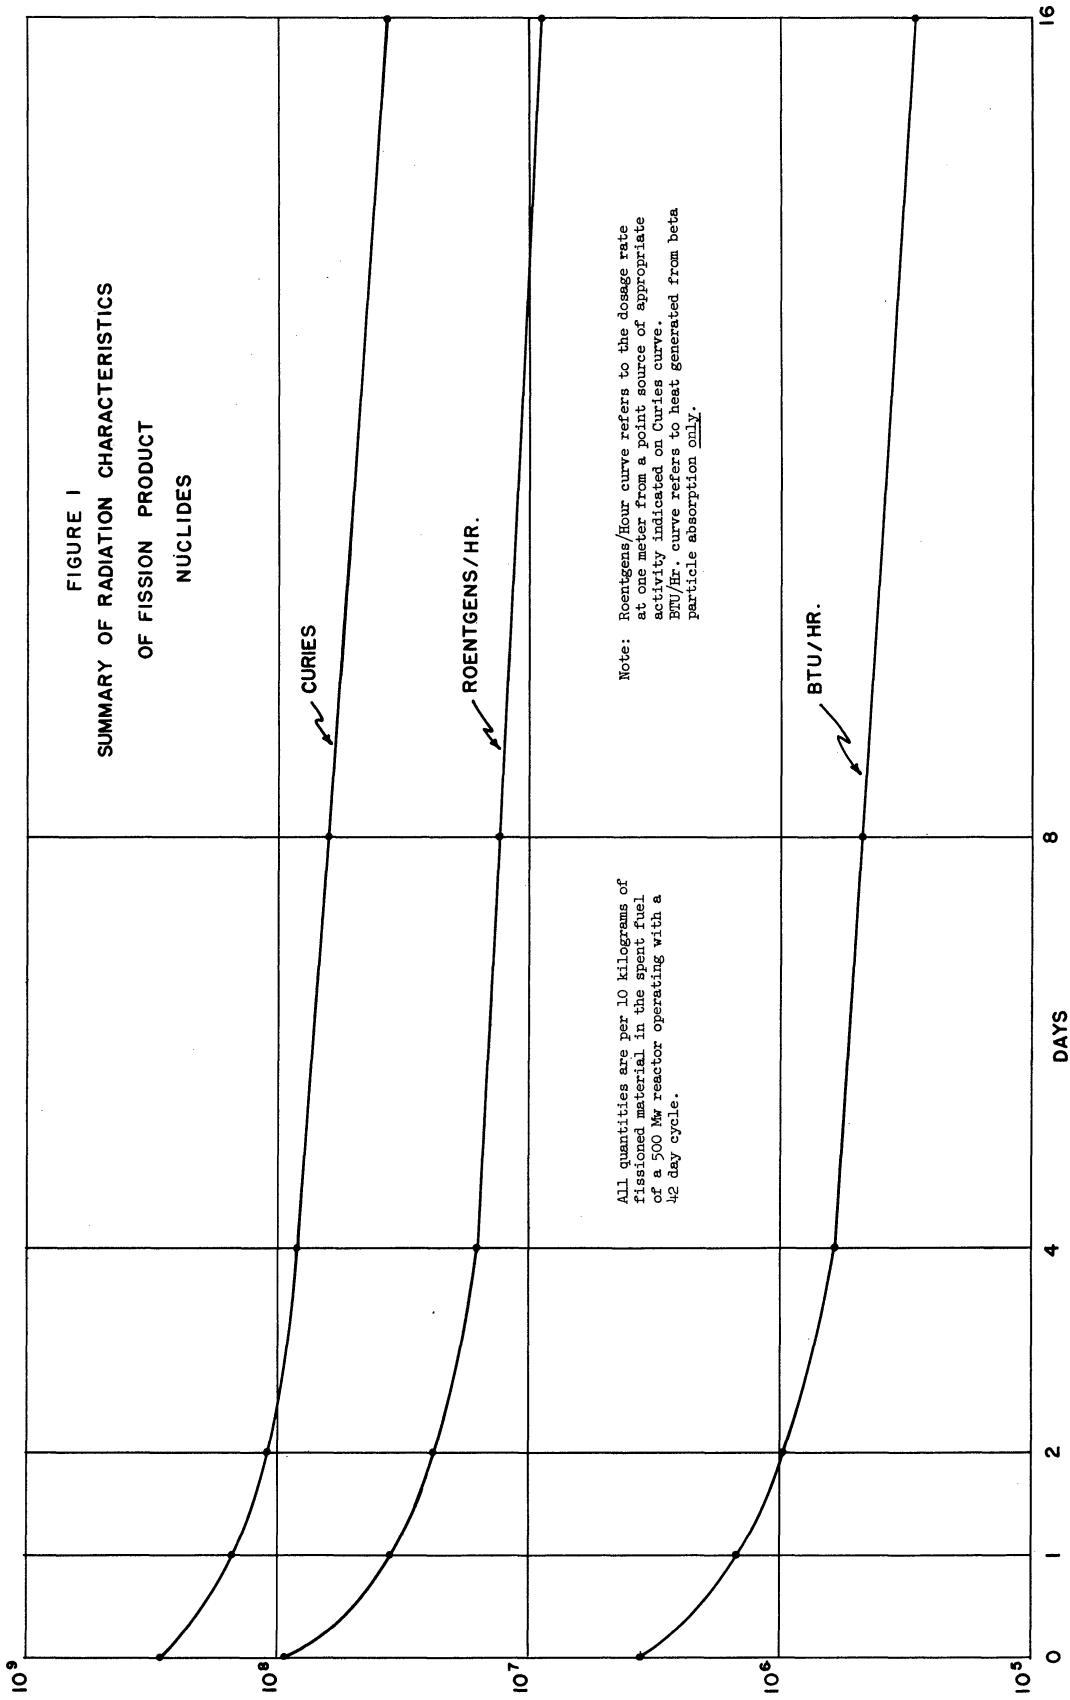 FIGURE 1
SUMMARY OF RADIATION CHARACTERISTICS
OF FISSION PRODUCT
NUCLIDES
CURIES
ROENTGENS/HR.
Note: Roentgens/Hour curve refers to the dosage rate
at one meter from a point source of appropriate
activity indicated on Curies curve.
BTU/Hr. curve refers to heat generated from beta
particle absorption only.
BTU/HR.
All quantities are per 10 kilograms of
fissioned material in the spent fuel
of a 500 Mw reactor operating with a
42 day cycle.
10⁹
10⁸
10⁷
10⁶
10⁵
0 1 2 4 8 16
DAYS